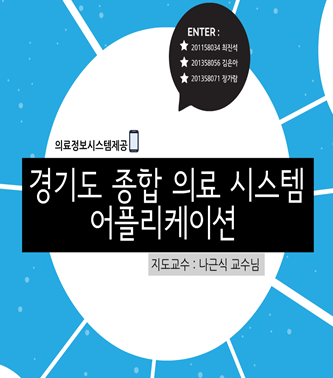 ENTER :
★ 201158034 최진석
★ 201358056 김은아
★ 201358071 장가람
의료정보시스템제공
경기도 종합 의료 시스템
어플리케이션
지도교수 : 나근식 교수님